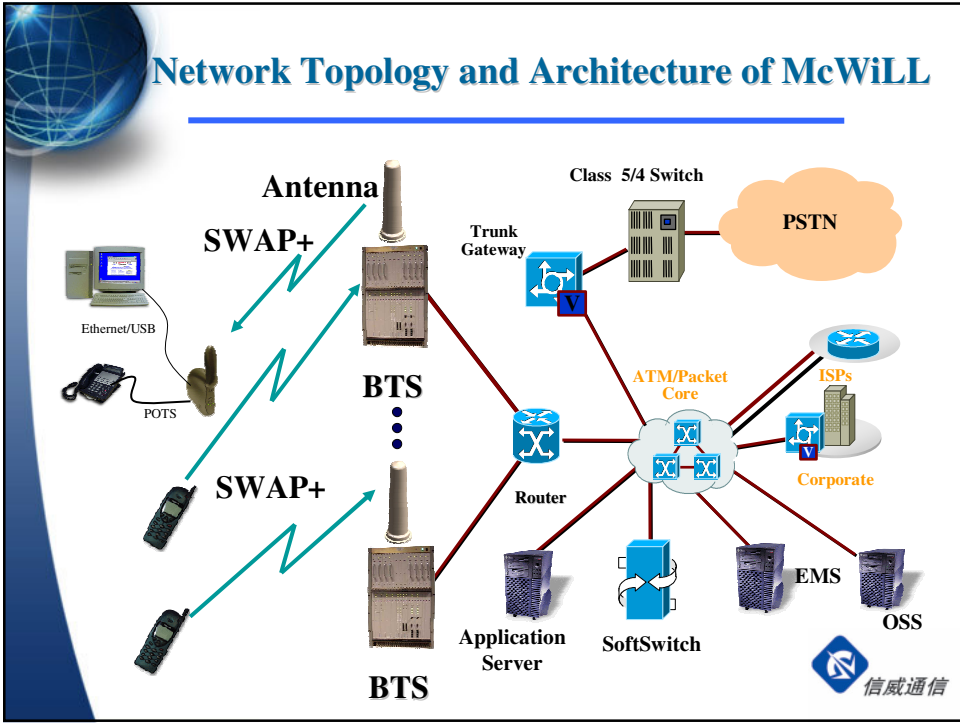 Network Topology and Architecture of McWiLL
Antenna
SWAP+
Ethernet/USB
POTS
BTS
SWAP+
BTS
Class 5/4 Switch
Trunk
Gateway
V
PSTN
ATM/Packet
Core
ISPs
V
Corporate
Router
Application
Server
SoftSwitch
EMS
OSS
信威通信